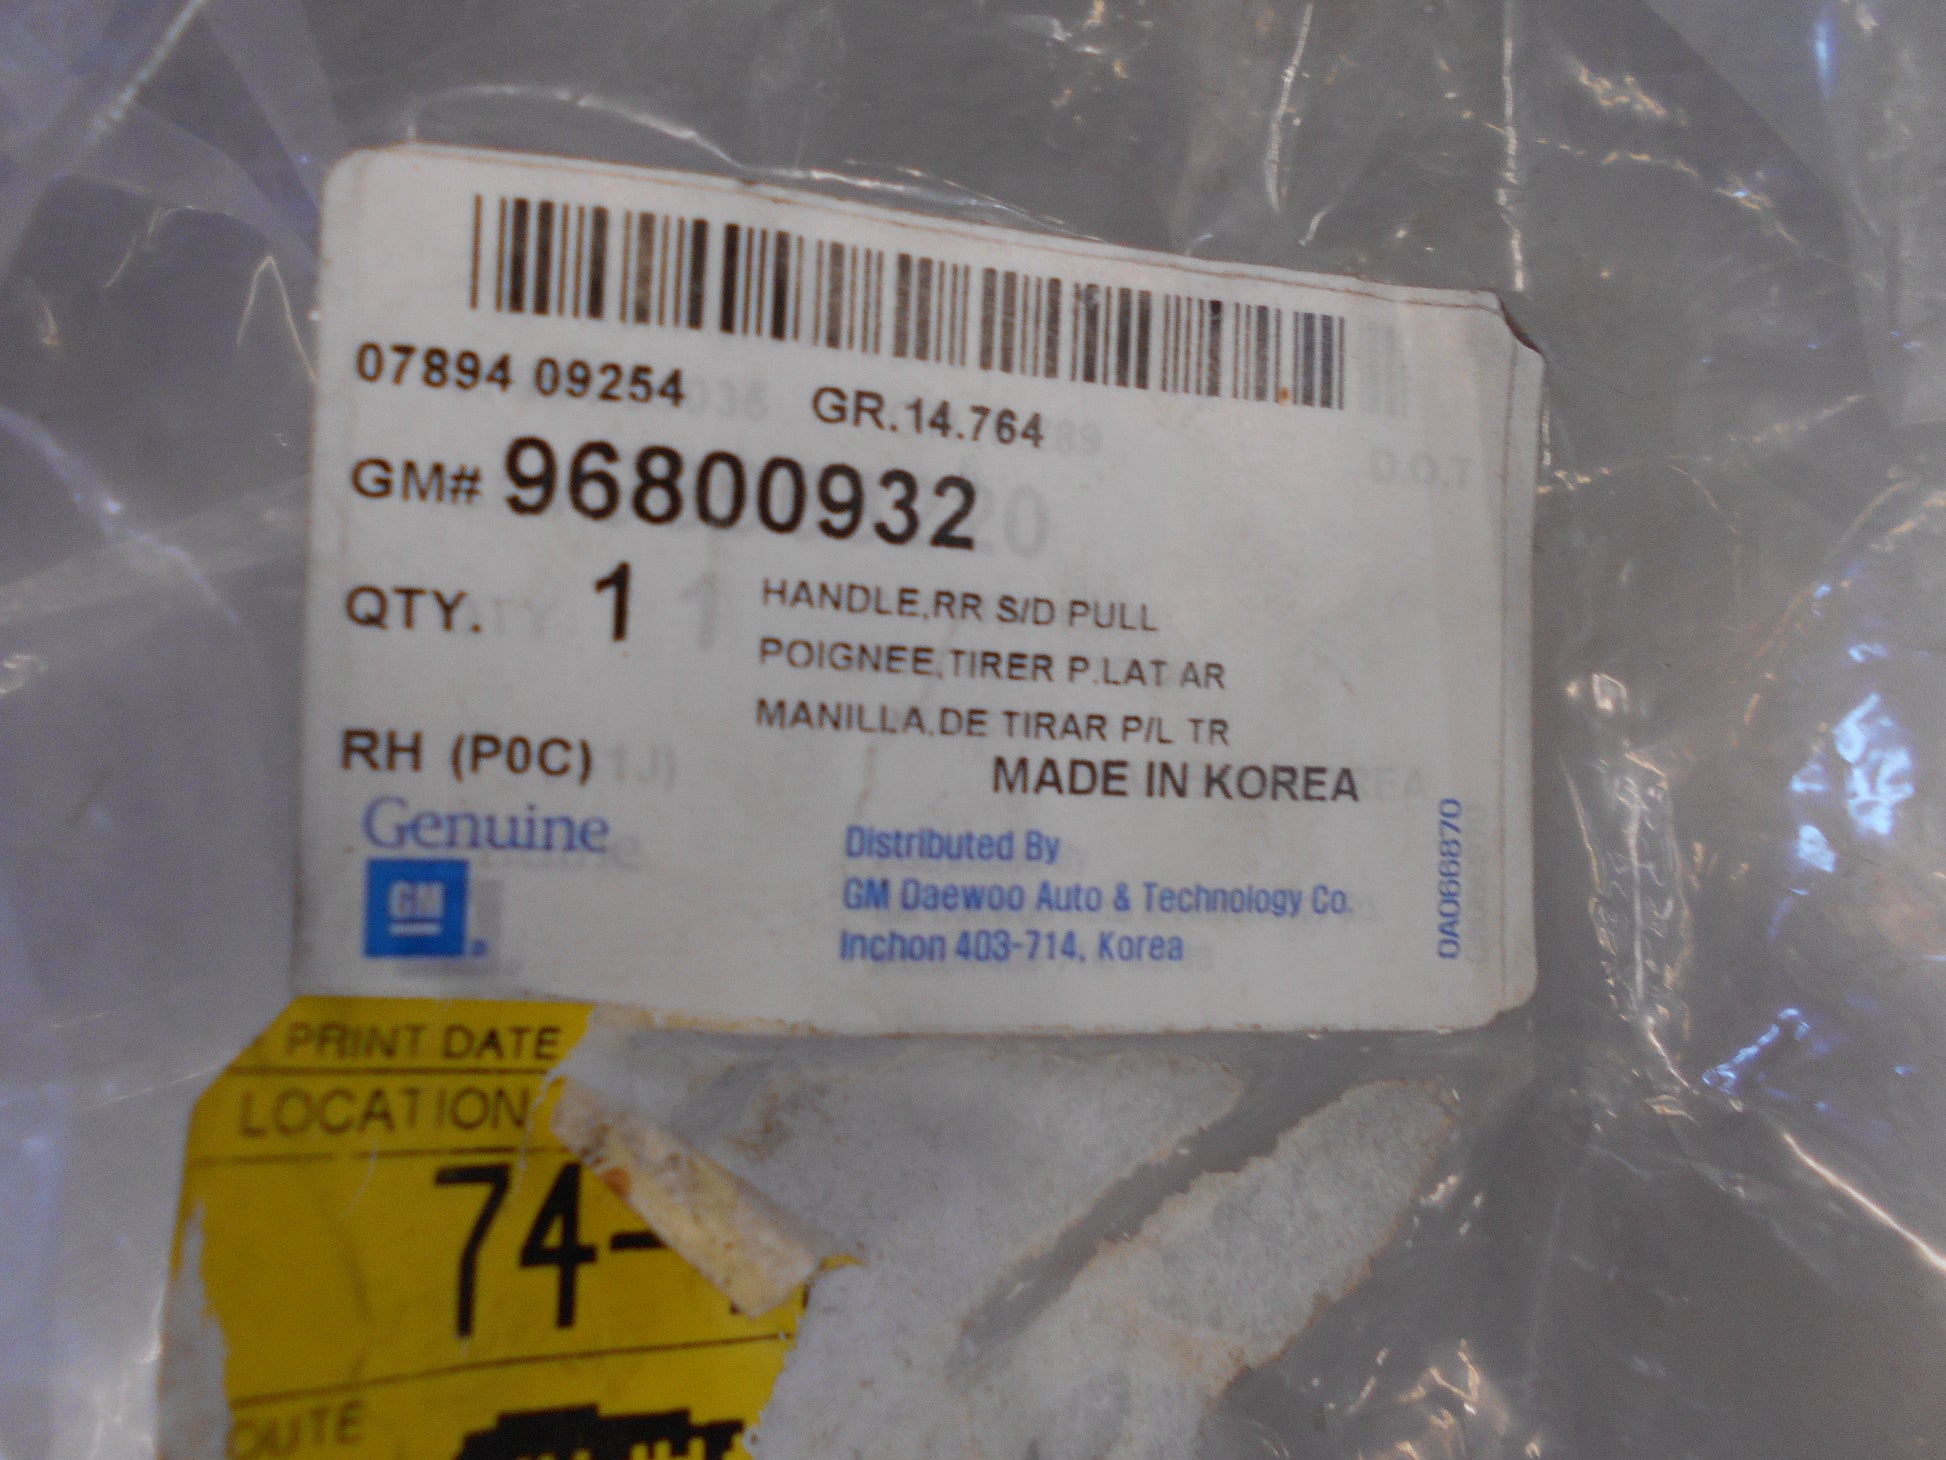 07894 09254
GR.14.764
GM# 96800932
QTY. 1
HANDLE,RR S/D PULL
POIGNEE,TIRER P.LAT AR
MANILLA.DE TIRAR P/L TR
RH (P0C)
MADE IN KOREA
Genuine
GM
Distributed By
GM Daewoo Auto & Technology Co.
Inchon 403-714, Korea
0A066870
D.O.T
PRINT DATE
LOCATION
74-